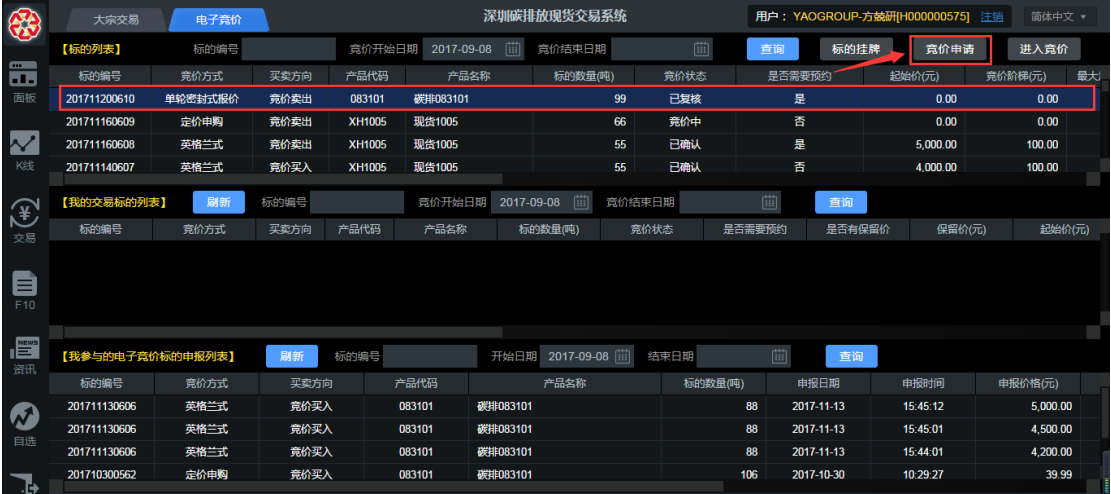 大宗交易 电子竞价 深圳碳排放现货交易系统 用户： YAOGROUP-方兢研[H000000575] 注销 简体中文
【标的列表】 标的编号 竞价开始日期 2017-09-08 竞价结束日期 查询 标的挂牌 竞价申请 进入竞价
标的编号 竞价方式 买卖方向 产品代码 产品名称 标的数量(吨) 竞价状态 是否需要预约 起始价(元) 竞价阶梯(元) 最大
201711200610 单轮密封式报价 竞价卖出 083101 碳排083101 99 已复核 是 0.00 0.00
201711160609 定价申购 竞价卖出 XH1005 现货1005 66 竞价中 否 0.00 0.00
201711160608 英格兰式 竞价卖出 XH1005 现货1005 55 已确认 是 5,000.00 100.00
201711140607 英格兰式 竞价买入 XH1005 现货1005 55 已确认 否 4,000.00 100.00
【我的交易标的列表】 刷新 标的编号 竞价开始日期 2017-09-08 竞价结束日期 查询
标的编号 竞价方式 买卖方向 产品代码 产品名称 标的数量(吨) 竞价状态 是否需要预约 是否有保留价 保留价(元) 起始价(元)
【我参与的电子竞价标的申报列表】 刷新 标的编号 开始日期 2017-09-08 结束日期 查询
标的编号 竞价方式 买卖方向 产品代码 产品名称 标的数量(吨) 申报日期 申报时间 申报价格(元)
201711130606 英格兰式 竞价买入 083101 碳排083101 88 2017-11-13 15:45:12 5,000.00
201711130606 英格兰式 竞价买入 083101 碳排083101 88 2017-11-13 15:45:01 4,500.00
201711130606 英格兰式 竞价买入 083101 碳排083101 88 2017-11-13 15:44:01 4,200.00
201710300562 定价申购 竞价买入 083101 碳排083101 106 2017-10-30 10:29:27 39.99
面板
K线
交易
F10
NEWS
资讯
自选